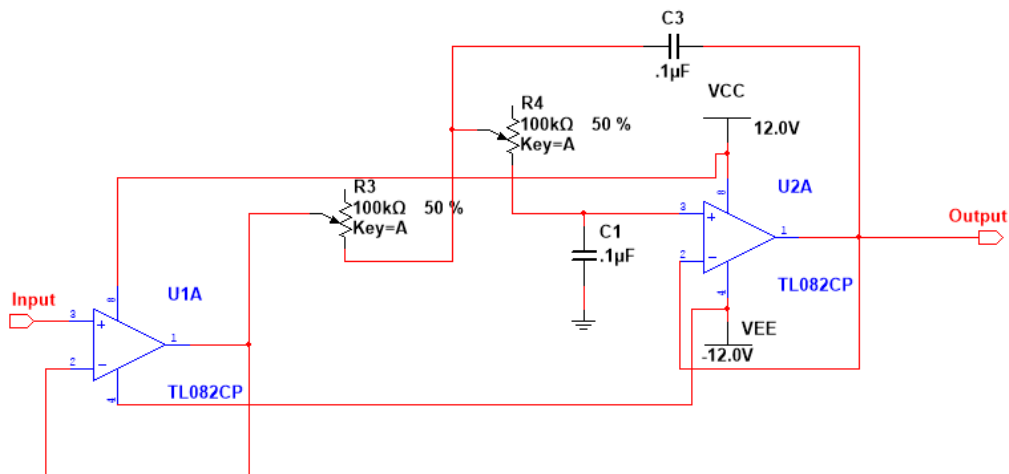 C3
.1µF
R4
100kΩ 50 %
Key=A
VCC
12.0V
R3
100kΩ 50 %
Key=A
8
U2A
3
1
2
4
TL082CP
Output
C1
.1µF
VEE
-12.0V
Input
U1A
8
3
1
2
4
TL082CP